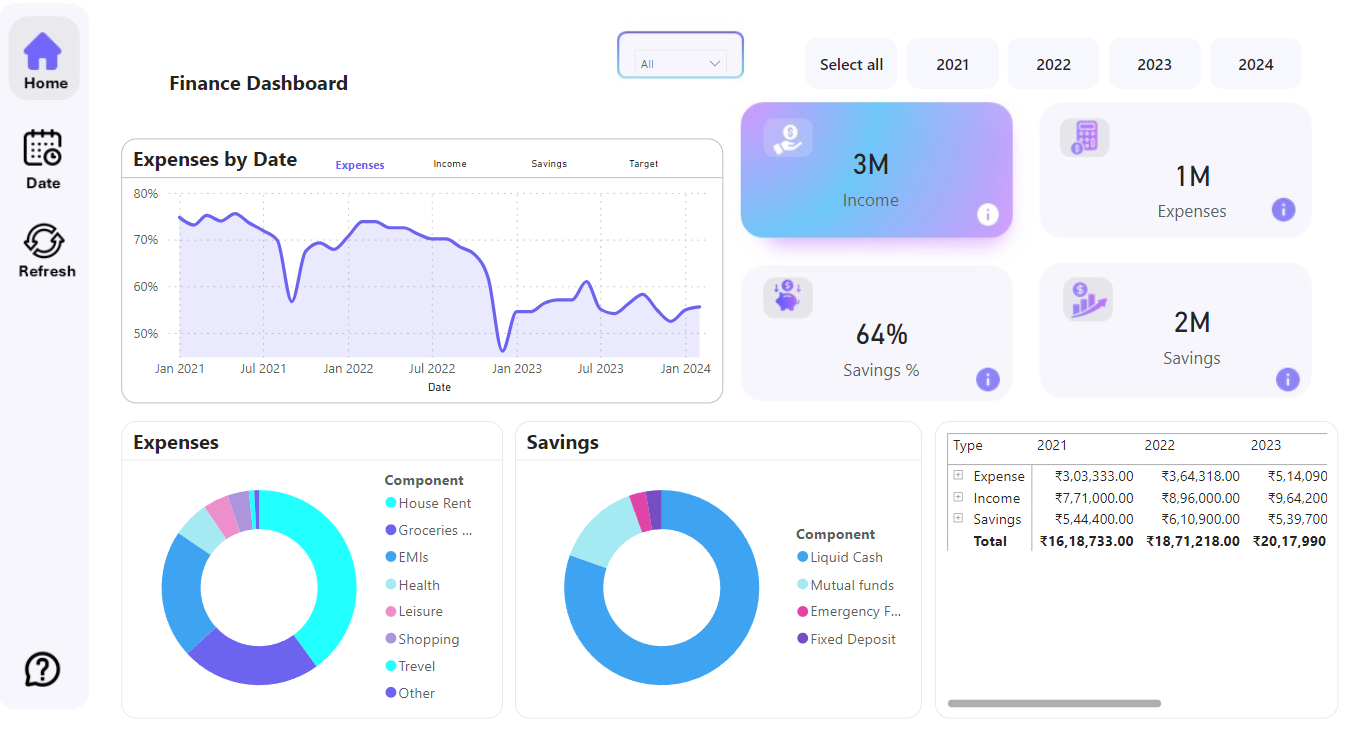 Home
Date
Refresh
Finance Dashboard
All
Select all
2021
2022
2023
2024
Expenses by Date
Expenses
Income
Savings
Target
80%
70%
60%
50%
Jan 2021
Jul 2021
Jan 2022
Jul 2022
Jan 2023
Jul 2023
Jan 2024
Date
3M
Income
1M
Expenses
64%
Savings %
2M
Savings
Expenses
Component
House Rent
Groceries ...
EMIs
Health
Leisure
Shopping
Trevel
Other
Savings
Component
Liquid Cash
Mutual funds
Emergency F...
Fixed Deposit
Type 2021 2022 2023
Expense ₹3,03,333.00 ₹3,64,318.00 ₹5,14,090
Income ₹7,71,000.00 ₹8,96,000.00 ₹9,64,200
Savings ₹5,44,400.00 ₹6,10,900.00 ₹5,39,700
Total ₹16,18,733.00 ₹18,71,218.00 ₹20,17,990